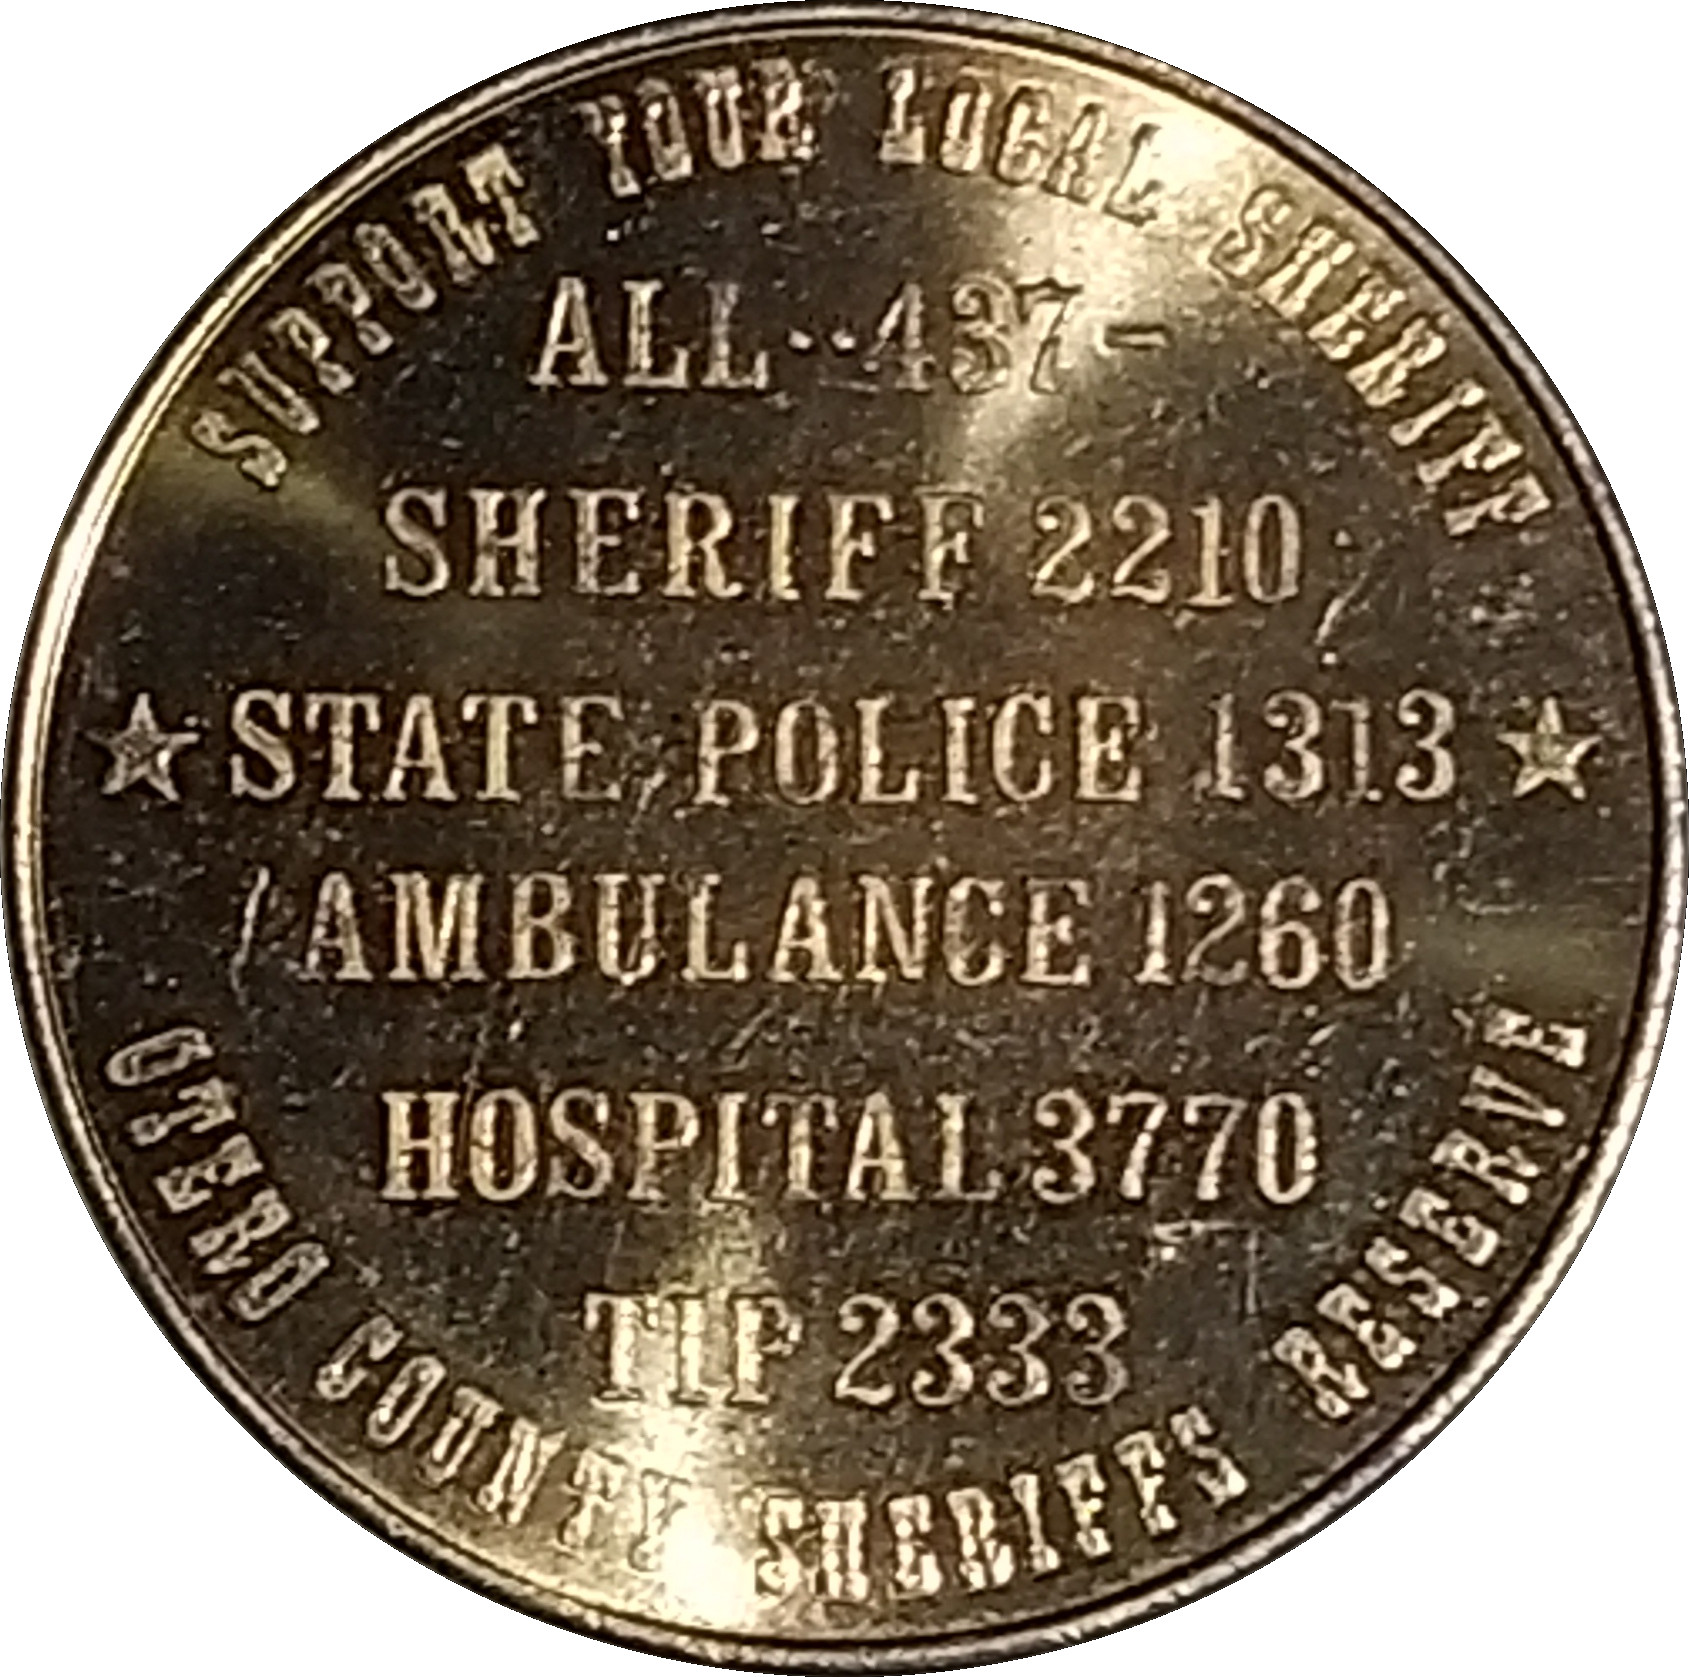 SUPPORT YOUR LOCAL SHERIFF
ALL--437-
SHERIFF 2210
☆ STATE POLICE 1313 ☆
AMBULANCE 1260
HOSPITAL 3770
TIP 2333
OTERO COUNTY SHERIFFS RESERVE